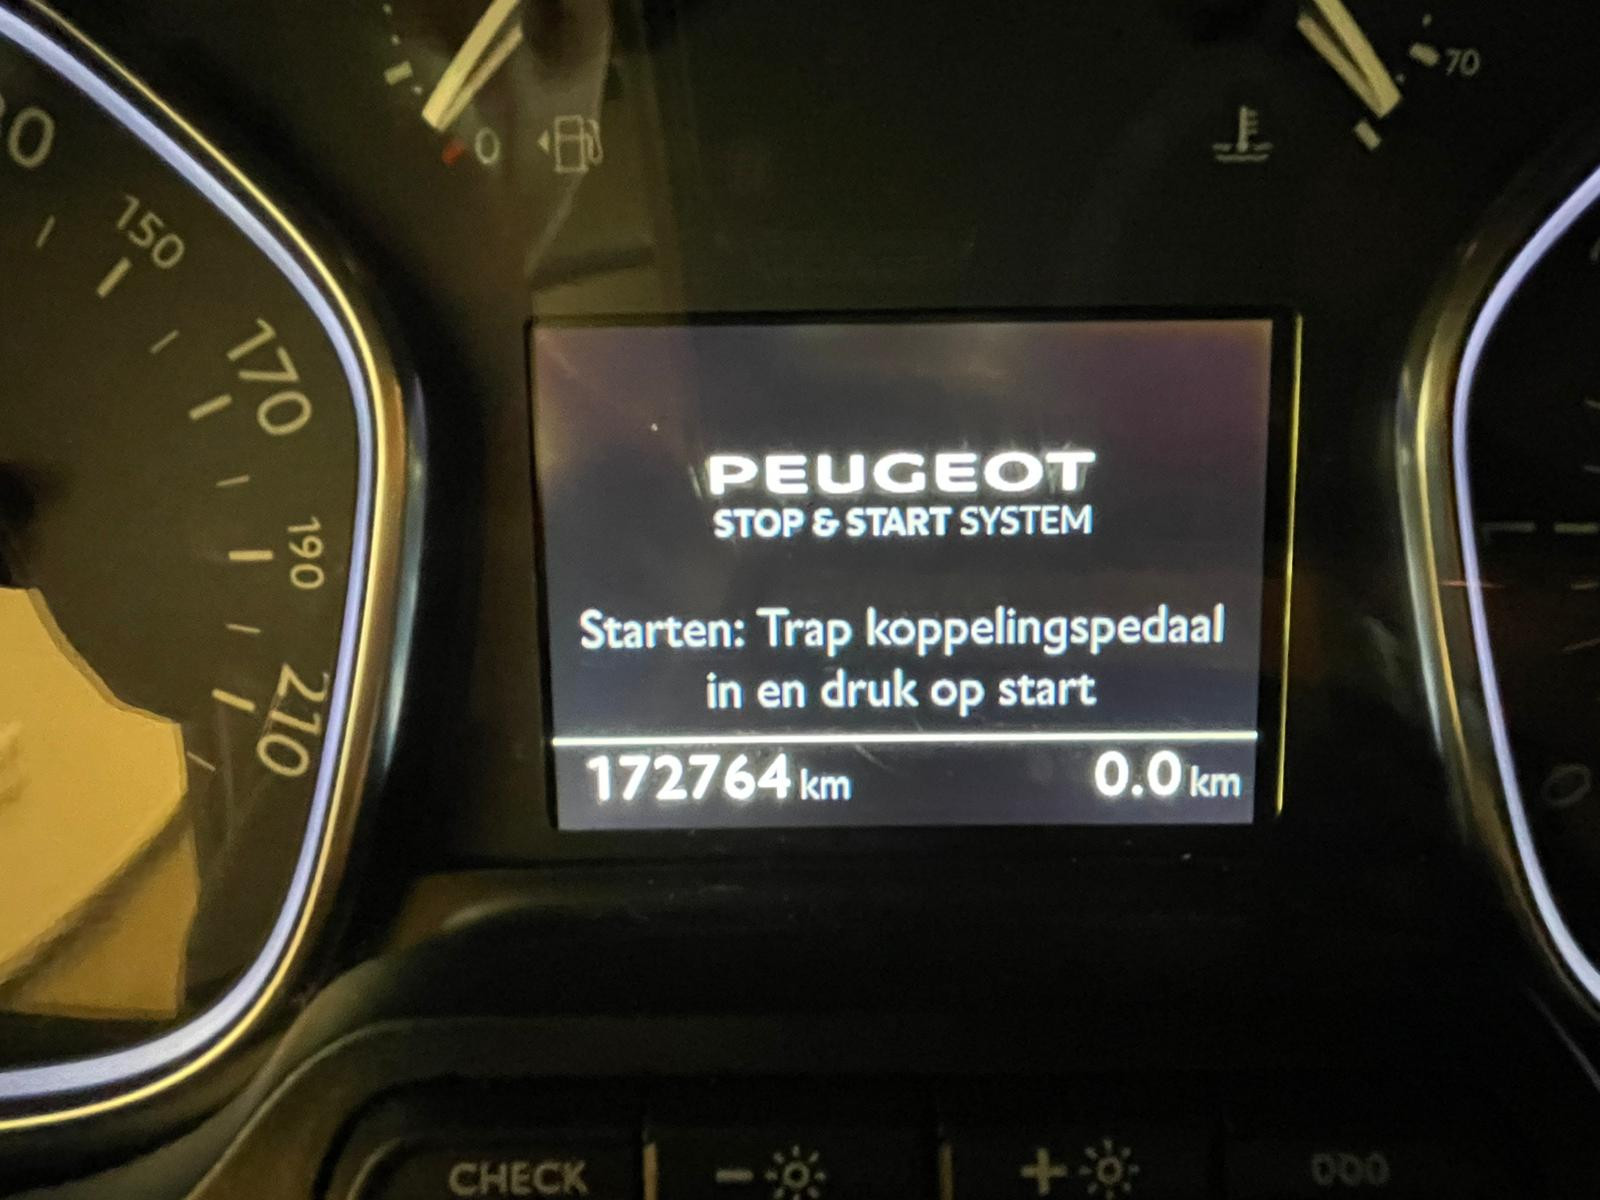 0
70
150
170
190
210
PEUGEOT
STOP & START SYSTEM
Starten: Trap koppelingspedaal
in en druk op start
172764 km
0.0 km
CHECK
-
+
000